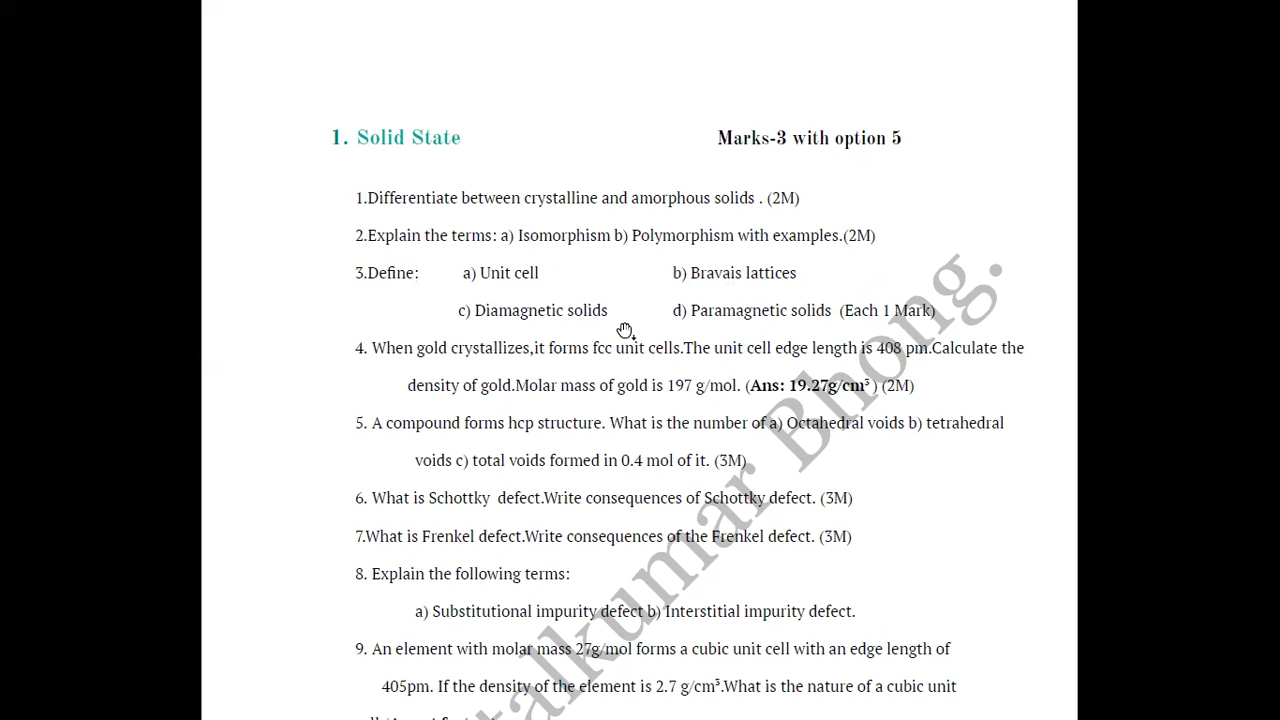 1. Solid State Marks-3 with option 5
1.Differentiate between crystalline and amorphous solids . (2M)
2.Explain the terms: a) Isomorphism b) Polymorphism with examples.(2M)
3.Define: a) Unit cell b) Bravais lattices
c) Diamagnetic solids d) Paramagnetic solids (Each 1 Mark)
4. When gold crystallizes,it forms fcc unit cells.The unit cell edge length is 408 pm.Calculate the
density of gold.Molar mass of gold is 197 g/mol. (Ans: 19.27g/cm³ ) (2M)
5. A compound forms hcp structure. What is the number of a) Octahedral voids b) tetrahedral
voids c) total voids formed in 0.4 mol of it. (3M)
6. What is Schottky defect.Write consequences of Schottky defect. (3M)
7.What is Frenkel defect.Write consequences of the Frenkel defect. (3M)
8. Explain the following terms:
a) Substitutional impurity defect b) Interstitial impurity defect.
9. An element with molar mass 27g/mol forms a cubic unit cell with an edge length of
405pm. If the density of the element is 2.7 g/cm³.What is the nature of a cubic unit
Bhong.